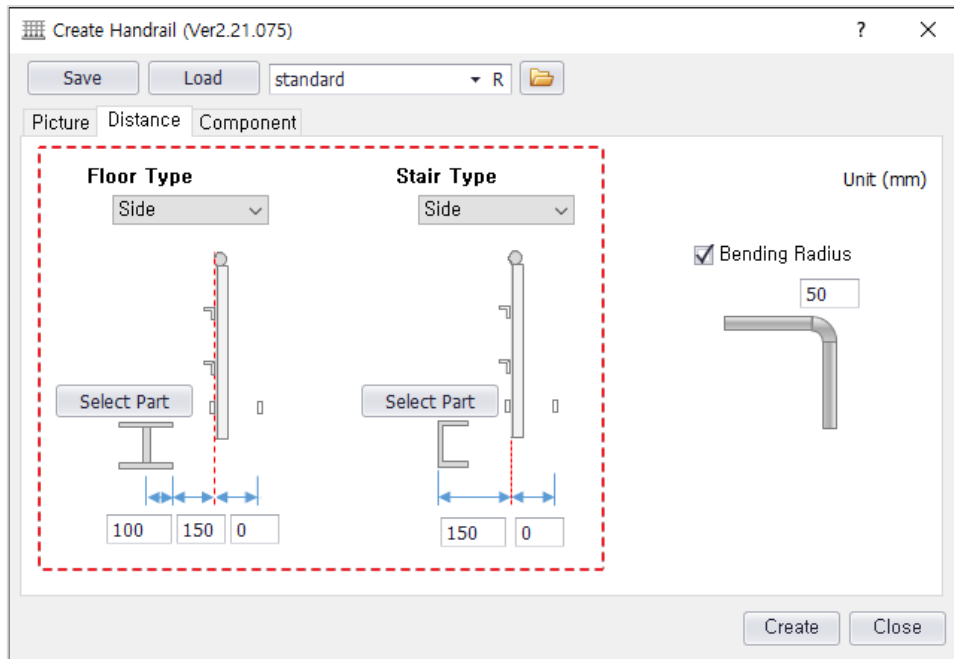 Create Handrail (Ver2.21.075)
?
Save Load standard R
Picture Distance Component
Floor Type Stair Type Unit (mm)
Side Side
Bending Radius
50
Select Part Select Part
100 150 0 150 0
Create Close